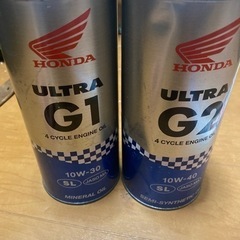 HONDA
ULTRA
G1
4 CYCLE ENGINE OIL
10W-30
SL
MINERAL OIL
HONDA
ULTRA
G2
4 CYCLE ENGINE OIL
10W-40
SL
SEMI-SYNTHETIC